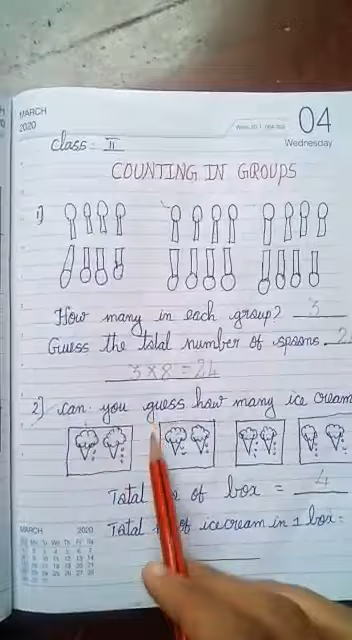 MARCH
2020
04
Wednesday
Class: II
COUNTING IN GROUPS
1)
How many in each group? 3
Guess the total number of spoons 2
3 × 8 = 24
2) Can you guess how many ice cream
Total of box = 4
Total of icecream in 1 box =
MARCH 2020